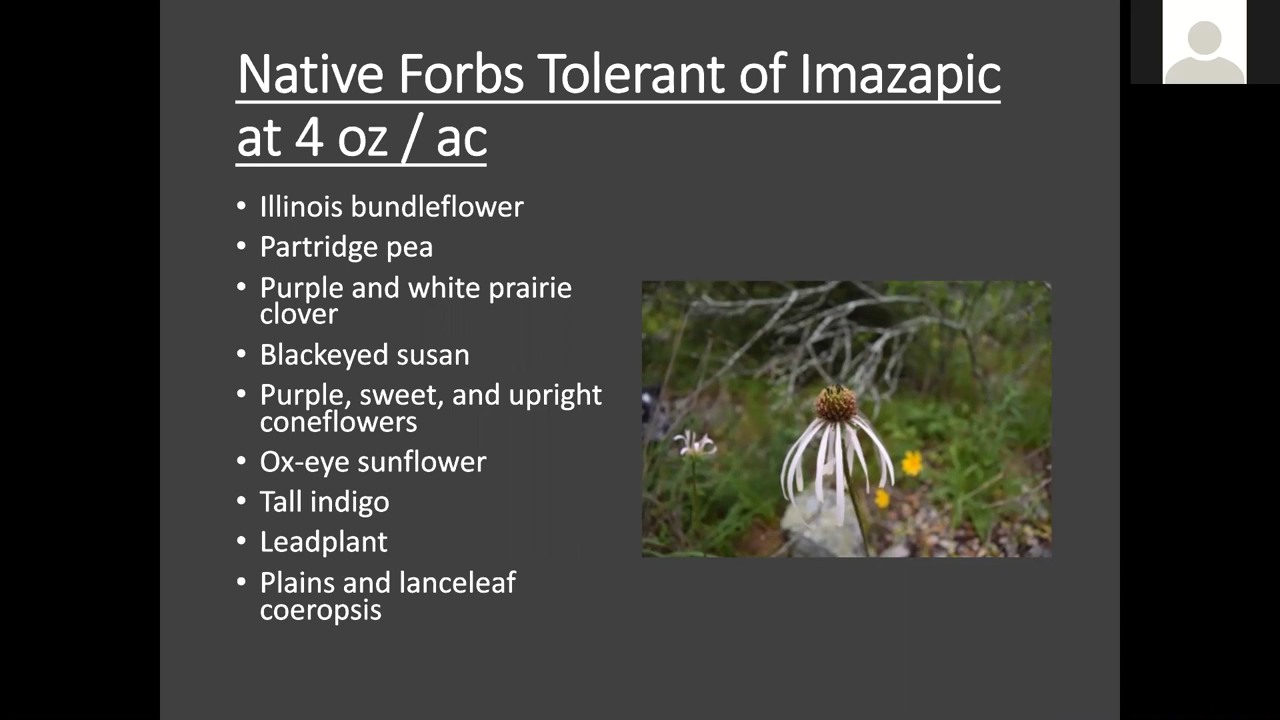 Native Forbs Tolerant of Imazapic
at 4 oz / ac
• Illinois bundleflower
• Partridge pea
• Purple and white prairie
clover
• Blackeyed susan
• Purple, sweet, and upright
coneflowers
• Ox-eye sunflower
• Tall indigo
• Leadplant
• Plains and lanceleaf
coeropsis